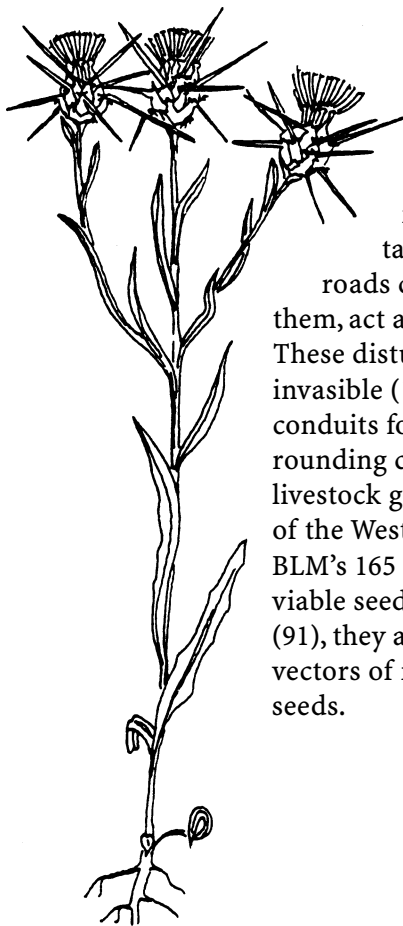 ta
roads
them, act a
These distu
invasible (
conduits fo
rounding
livestock g
of the West
BLM's 165
viable seed
(91), they a
vectors of
seeds.